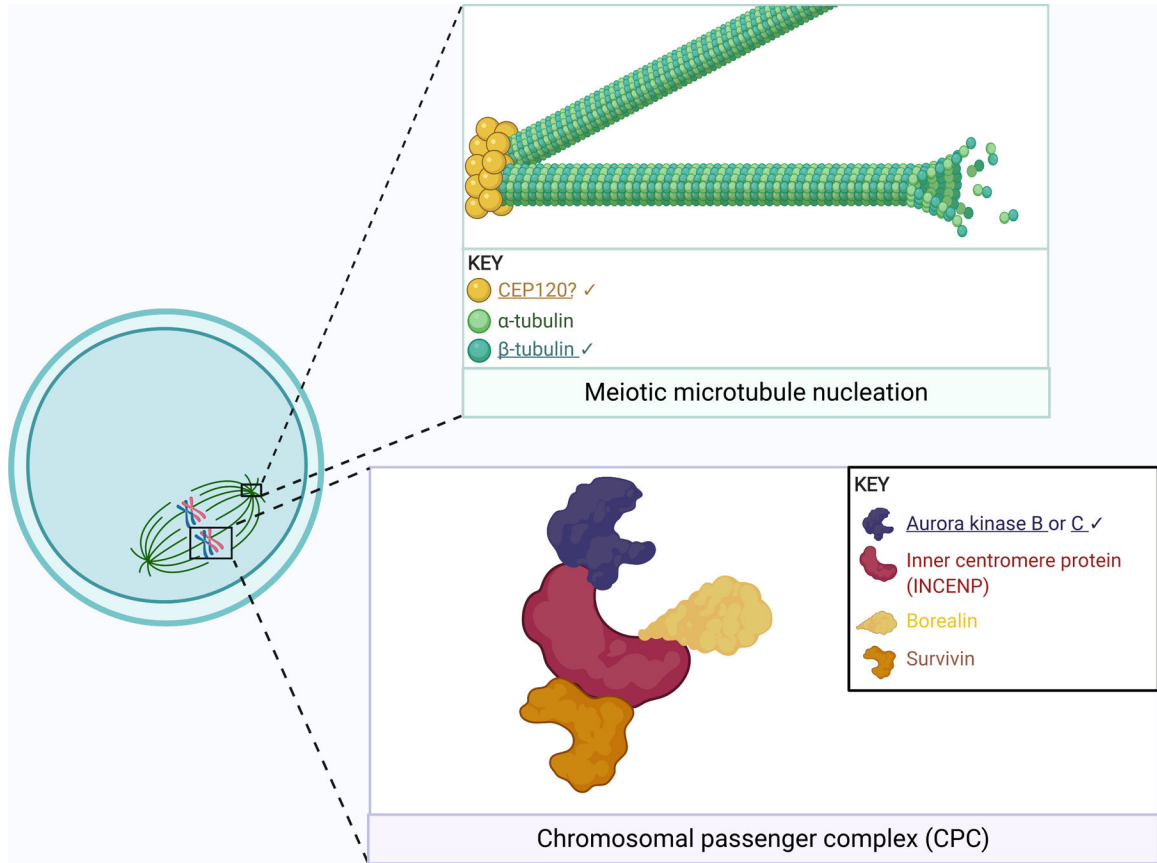 KEY
CEP120? ✓
α-tubulin
β-tubulin ✓
Meiotic microtubule nucleation
KEY
Aurora kinase B or C ✓
Inner centromere protein
(INCENP)
Borealin
Survivin
Chromosomal passenger complex (CPC)